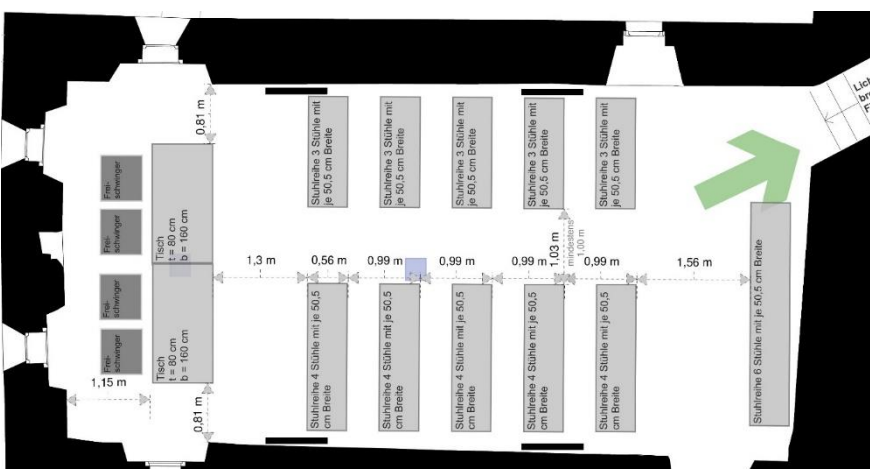 0,81 m
Stuhlreihe 3 Stühle mit
je 50,5 cm Breite
Stuhlreihe 3 Stühle mit
je 50,5 cm Breite
Stuhlreihe 3 Stühle mit
je 50,5 cm Breite
Stuhlreihe 3 Stühle mit
je 50,5 cm Breite
Stuhlreihe 3 Stühle mit
je 50,5 cm Breite
Frei-
schwinger
Frei-
schwinger
Frei-
schwinger
Frei-
schwinger
Tisch
t = 80 cm
b = 160 cm
Tisch
t = 80 cm
b = 160 cm
1,3 m
0,56 m
0,99 m
0,99 m
0,99 m
1,03 m
mindestens
1,00 m
0,99 m
1,56 m
Stuhlreihe 4 Stühle mit je 50,5
cm Breite
Stuhlreihe 4 Stühle mit je 50,5
cm Breite
Stuhlreihe 4 Stühle mit je 50,5
cm Breite
Stuhlreihe 4 Stühle mit je 50,5
cm Breite
Stuhlreihe 4 Stühle mit je 50,5
cm Breite
Stuhlreihe 6 Stühle mit je 50,5 cm Breite
1,15 m
0,81 m